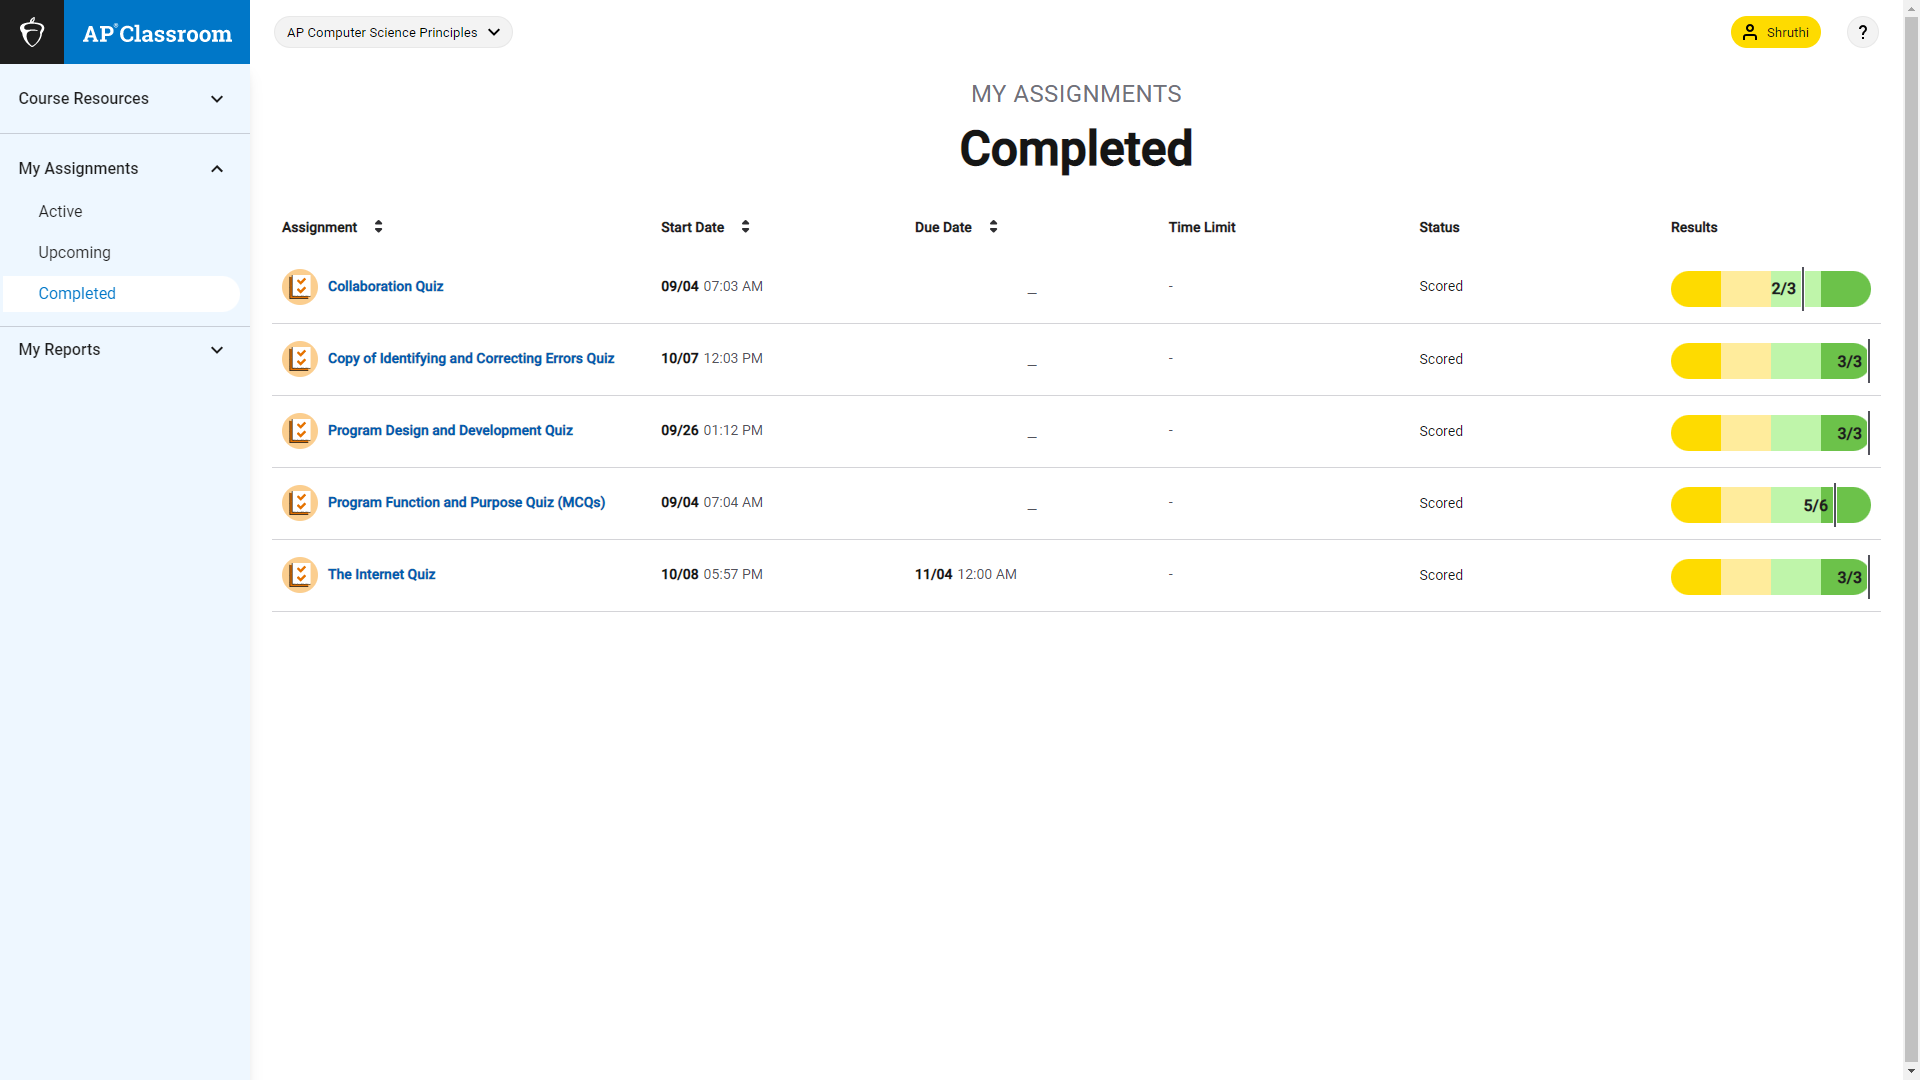 AP® Classroom
AP Computer Science Principles
Shruthi
?
Course Resources
My Assignments
Active
Upcoming
Completed
My Reports
MY ASSIGNMENTS
Completed
Assignment Start Date Due Date Time Limit Status Results
Collaboration Quiz 09/04 07:03 AM _ - Scored 2/3
Copy of Identifying and Correcting Errors Quiz 10/07 12:03 PM _ - Scored 3/3
Program Design and Development Quiz 09/26 01:12 PM _ - Scored 3/3
Program Function and Purpose Quiz (MCQs) 09/04 07:04 AM _ - Scored 5/6
The Internet Quiz 10/08 05:57 PM 11/04 12:00 AM - Scored 3/3